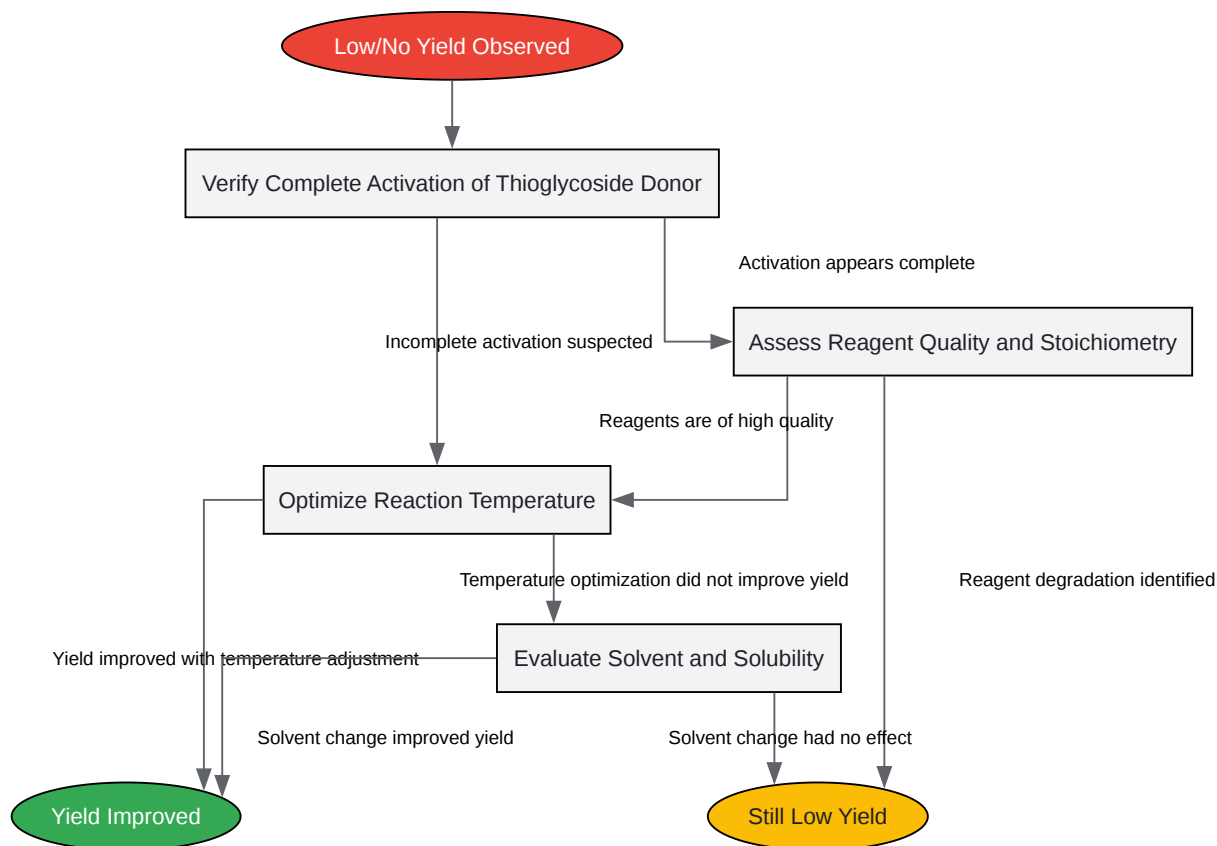 Low/No Yield Observed
Verify Complete Activation of Thioglycoside Donor
Activation appears complete
Incomplete activation suspected
Assess Reagent Quality and Stoichiometry
Reagents are of high quality
Optimize Reaction Temperature
Temperature optimization did not improve yield
Reagent degradation identified
Yield improved with temperature adjustment
Evaluate Solvent and Solubility
Solvent change improved yield
Solvent change had no effect
Yield Improved
Still Low Yield